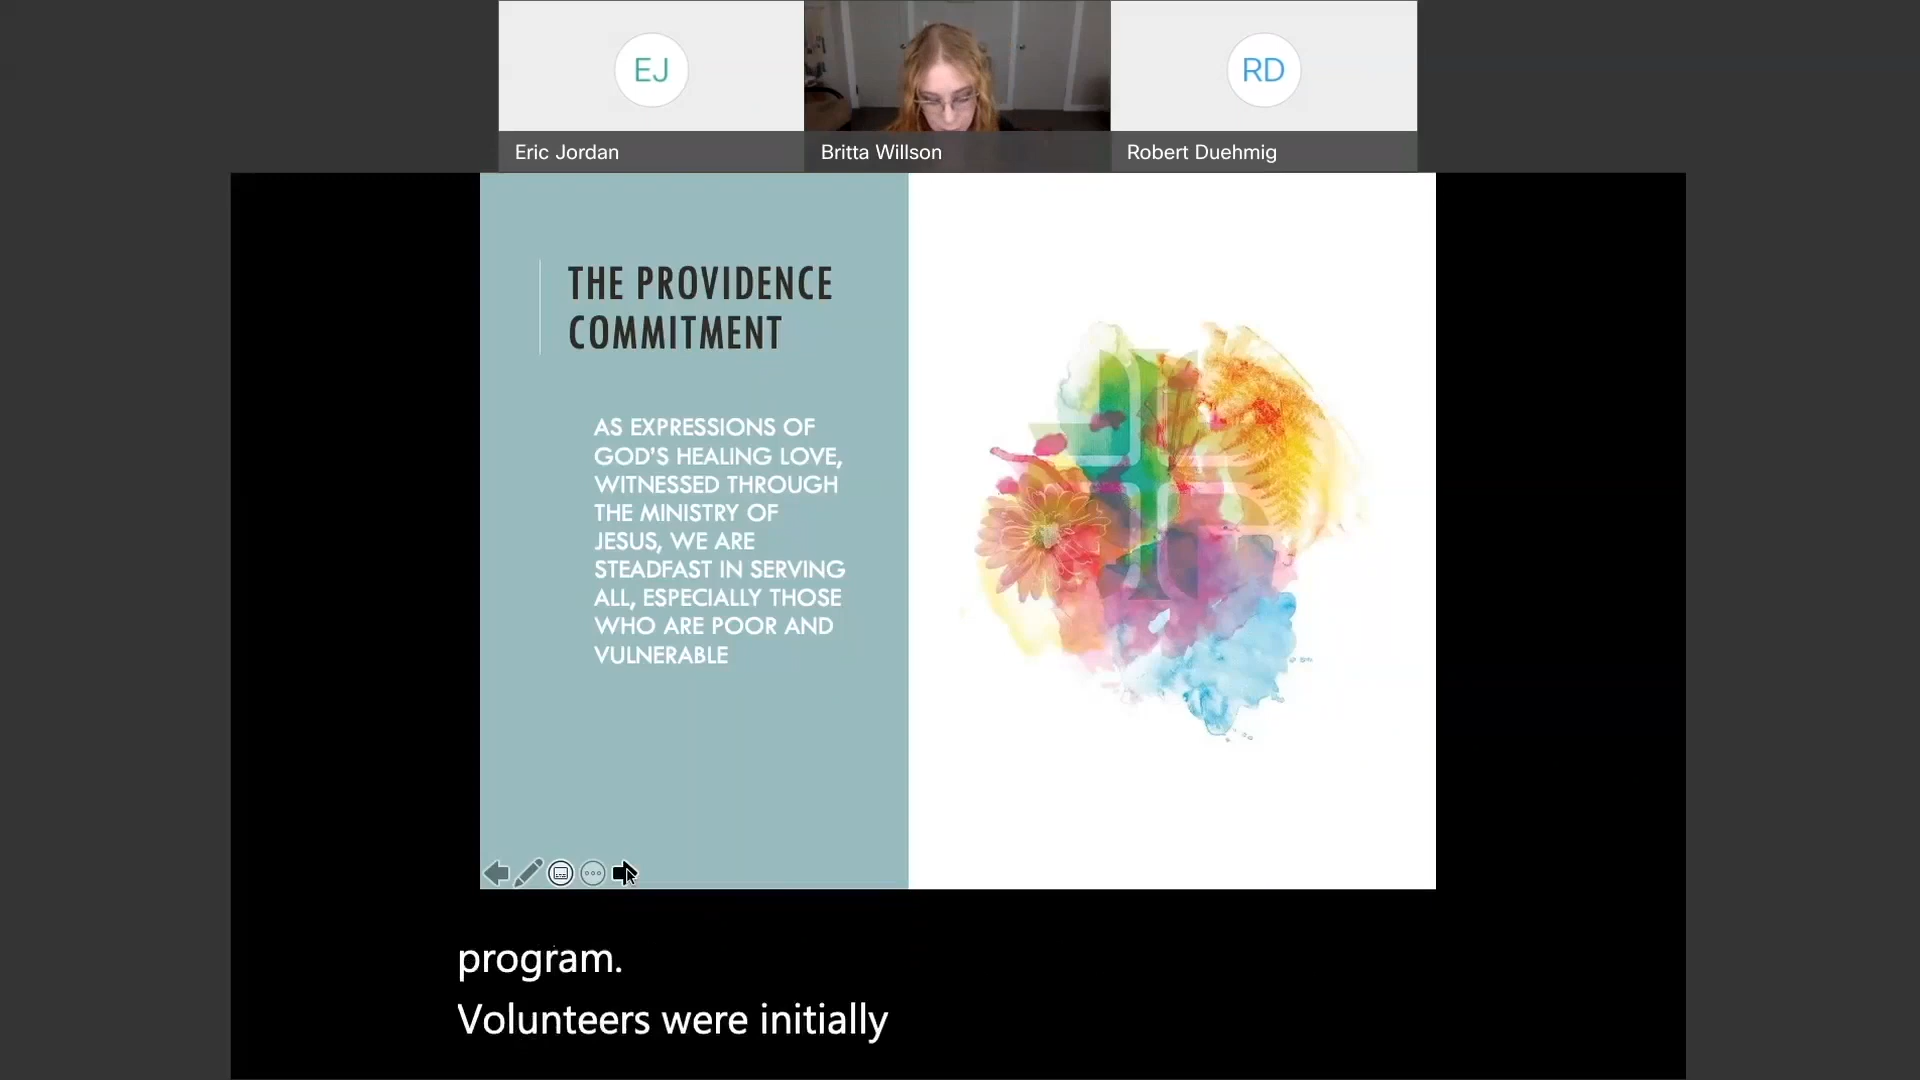 EJ
RD
Eric Jordan
Britta Willson
Robert Duehmig
THE PROVIDENCE
COMMITMENT
AS EXPRESSIONS OF
GOD'S HEALING LOVE,
WITNESSED THROUGH
THE MINISTRY OF
JESUS, WE ARE
STEADFAST IN SERVING
ALL, ESPECIALLY THOSE
WHO ARE POOR AND
VULNERABLE
program.
Volunteers were initially